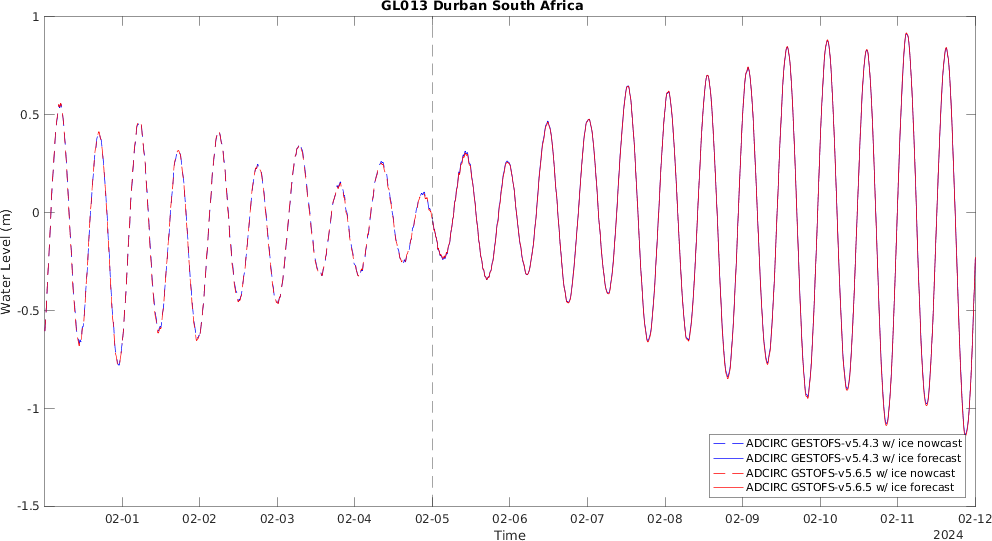 GL013 Durban South Africa
Water Level (m)
1
0.5
0
-0.5
-1
-1.5
ADCIRC GESTOFS-v5.4.3 w/ ice nowcast
ADCIRC GESTOFS-v5.4.3 w/ ice forecast
ADCIRC GSTOFS-v5.6.5 w/ ice nowcast
ADCIRC GSTOFS-v5.6.5 w/ ice forecast
02-01 02-02 02-03 02-04 02-05 02-06 02-07 02-08 02-09 02-10 02-11 02-12
Time
2024